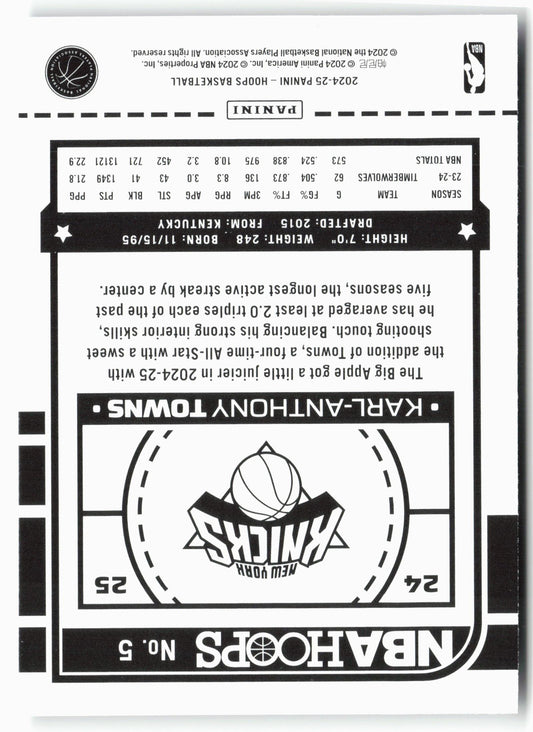 NBA HOOPS No. 5
24 25
NEW YORK
KNICKS
• KARL-ANTHONY TOWNS •
The Big Apple got a little juicier in 2024-25 with
the addition of Towns, a four-time All-Star with a sweet
shooting touch. Balancing his strong interior skills,
he has averaged at least 2.0 triples each of the past
five seasons, the longest active streak by a center.
HEIGHT: 7'0" WEIGHT: 248 BORN: 11/15/95
DRAFTED: 2015 FROM: KENTUCKY
SEASON TEAM G FG% FT% 3PM RPG APG STL BLK PTS PPG
23-24 TIMBERWOLVES 62 .504 .873 136 8.3 3.0 43 41 1349 21.8
NBA TOTALS 573 .524 .838 975 10.8 3.2 452 721 13121 22.9
PANINI
2024-25 PANINI – HOOPS BASKETBALL
© 2024 Panini America, Inc. © 2024 NBA Properties, Inc.
© 2024 the National Basketball Players Association. All rights reserved.
NBA